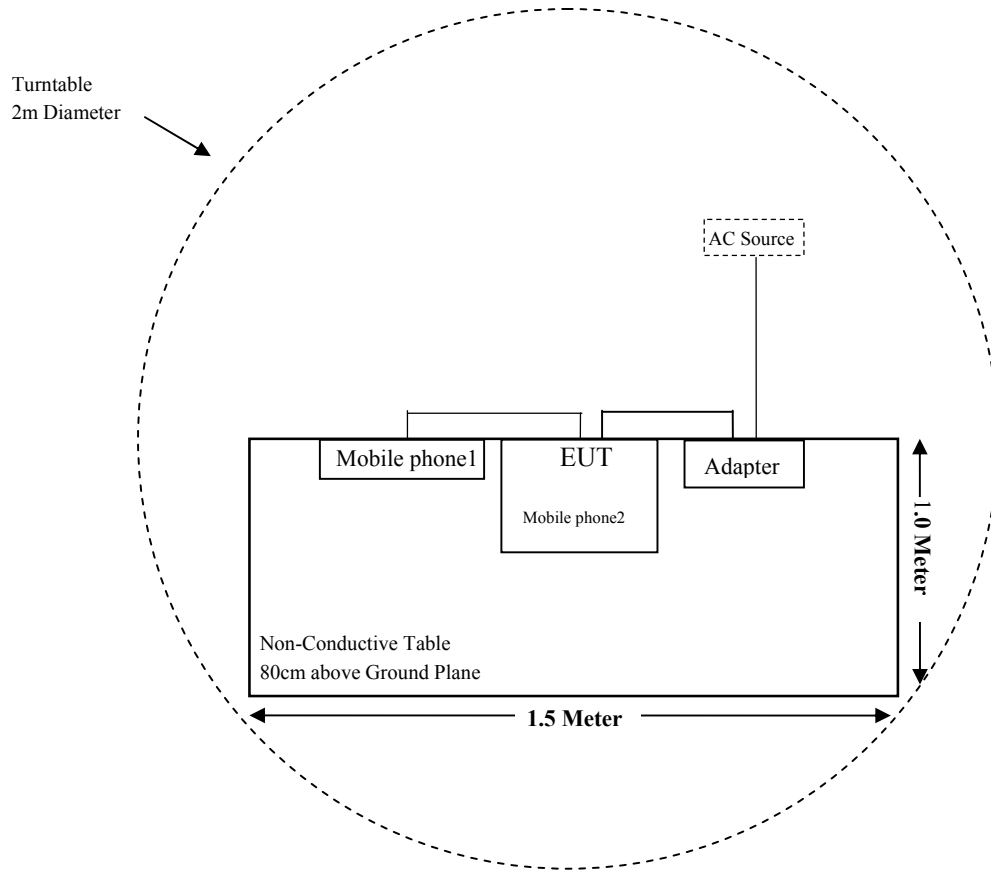 Turntable
2m Diameter
AC Source
Mobile phone1
EUT
Adapter
Mobile phone2
1.0 Meter
Non-Conductive Table
80cm above Ground Plane
1.5 Meter